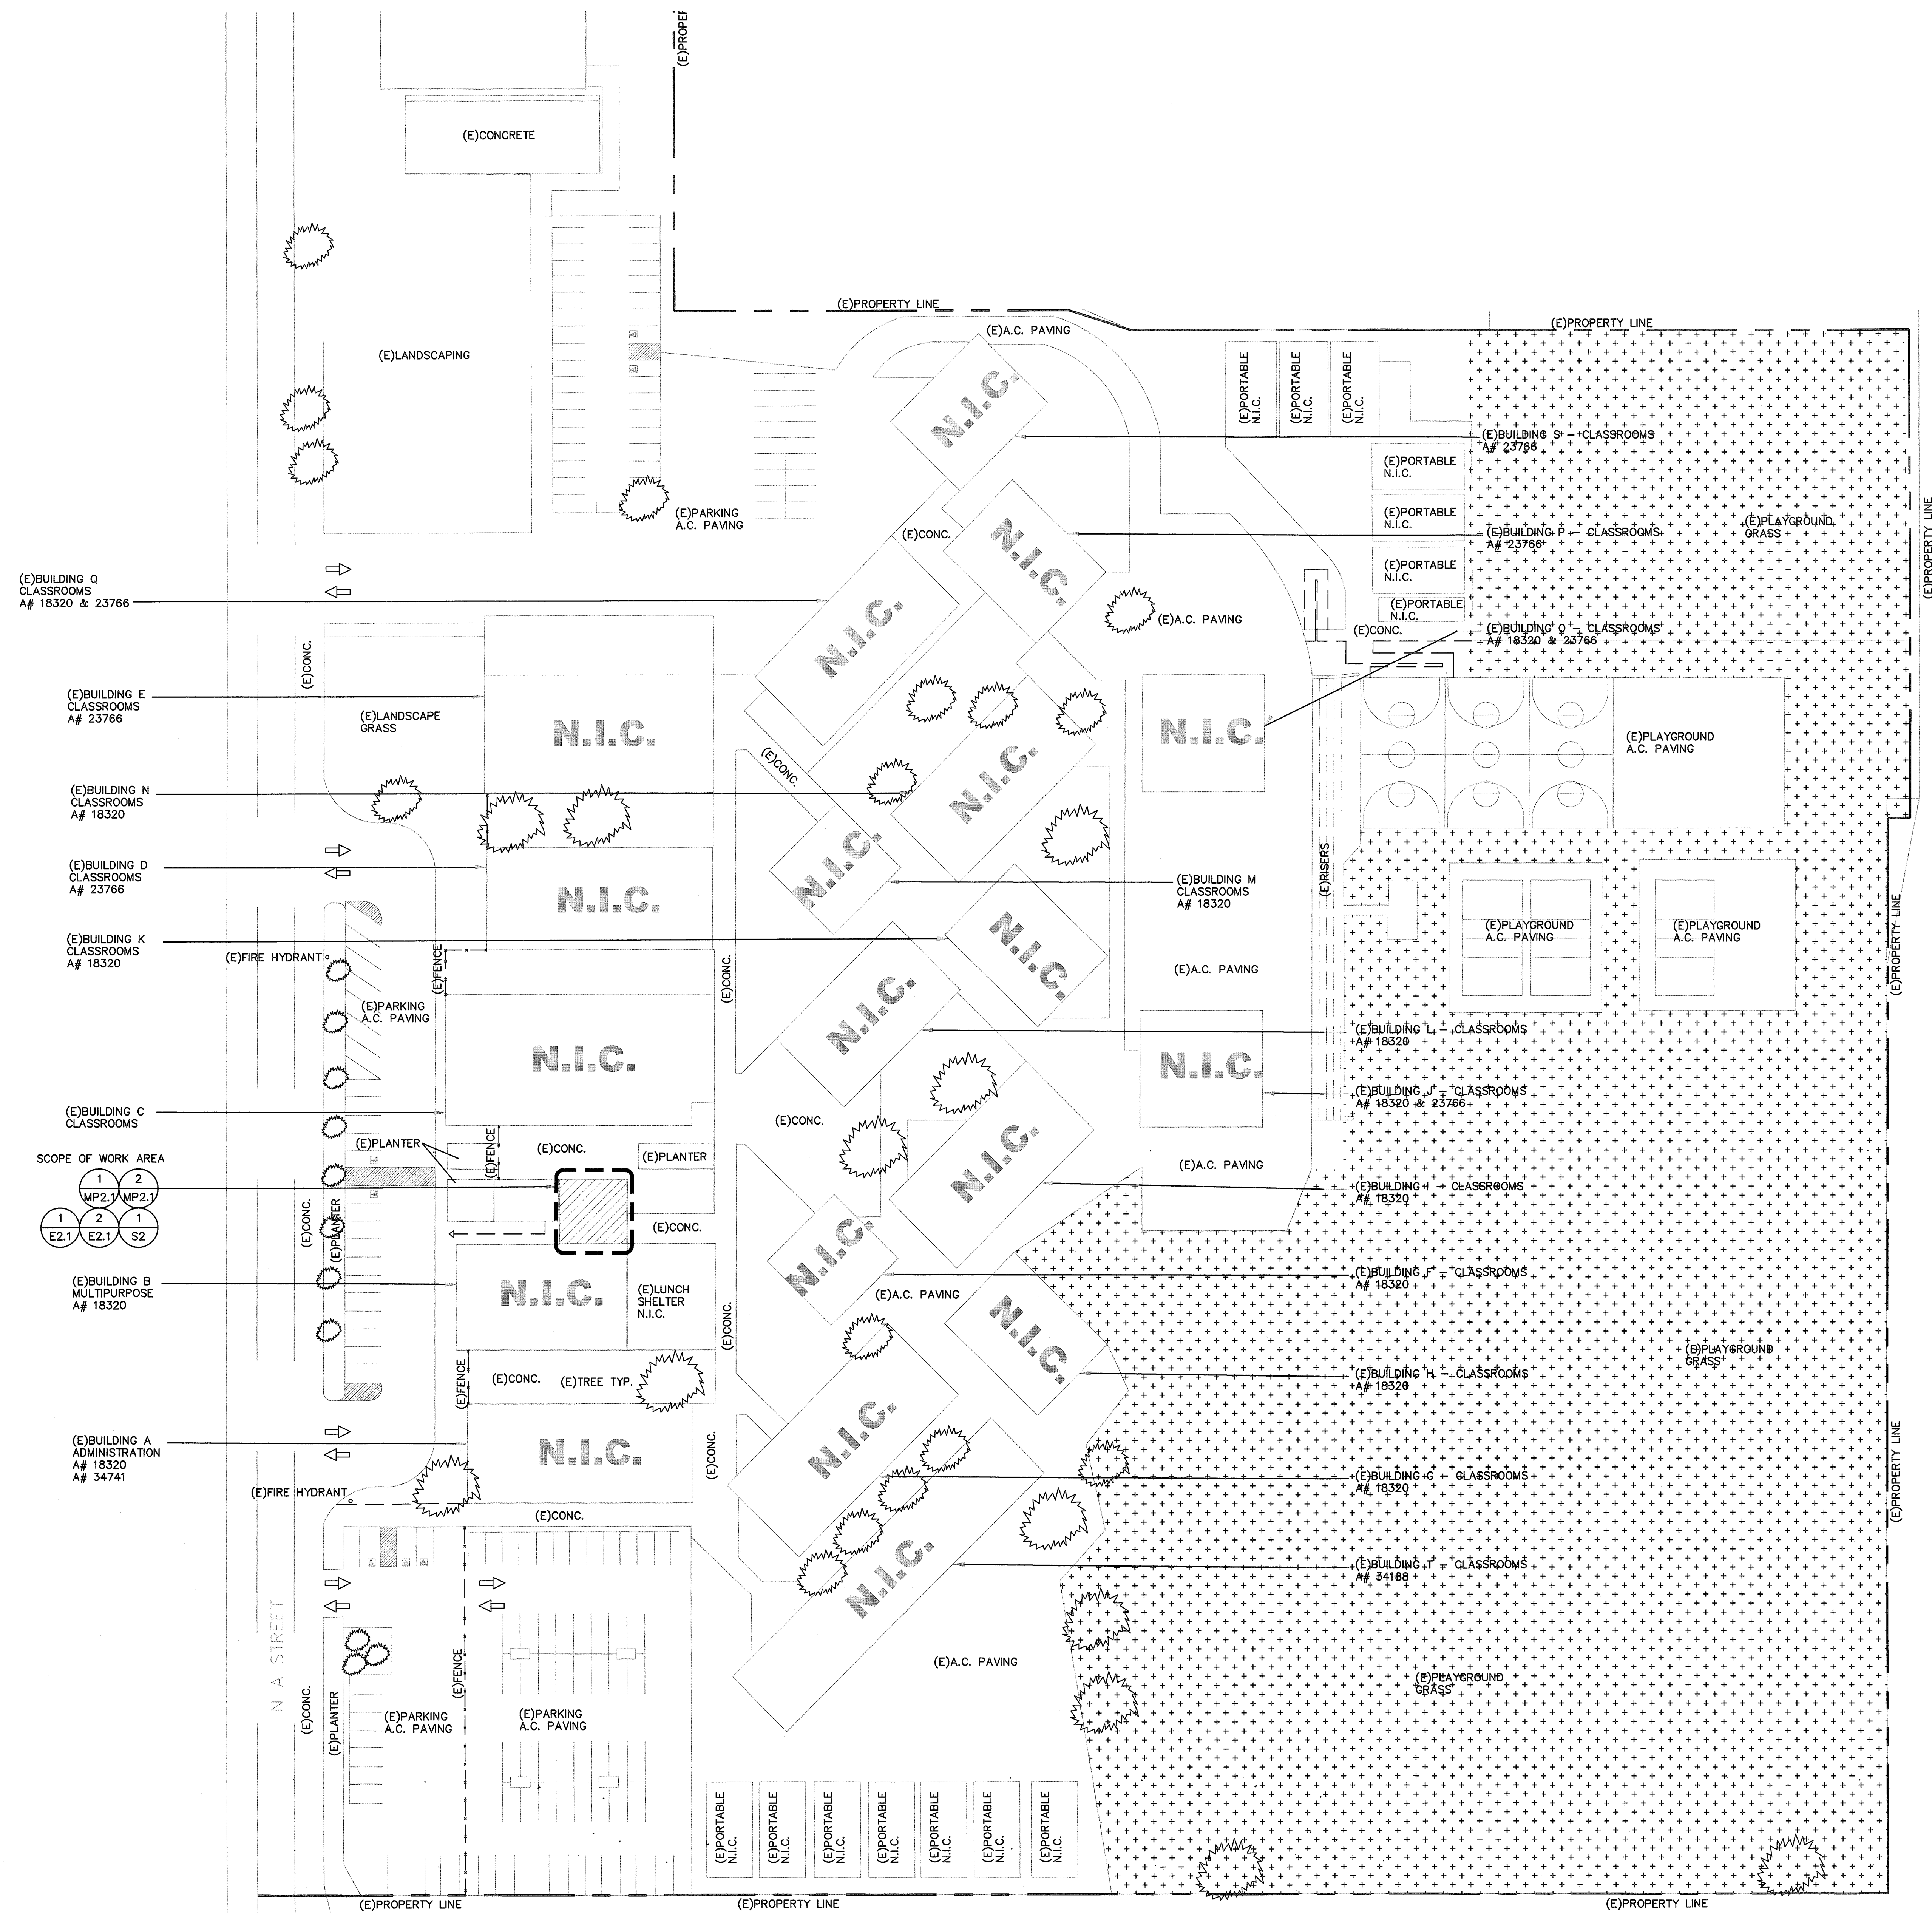 (E)PROPER
(E)CONCRETE
(E)PROPERTY LINE
(E)PROPERTY LINE
(E)A.C. PAVING
(E)LANDSCAPING
N.I.C.
(E)PORTABLE
N.I.C.
(E)PORTABLE
N.I.C.
(E)PORTABLE
N.I.C.
(E)BUILDING S - CLASSROOMS
A# 23766
(E)PORTABLE
N.I.C.
(E)PARKING
A.C. PAVING
(E)CONC.
N.I.C.
(E)PORTABLE
N.I.C.
(E)BUILDING P - CLASSROOMS
A# 23766
(E)PLAYGROUND
GRASS
(E)PROPERTY LINE
(E)PORTABLE
N.I.C.
(E)BUILDING Q
CLASSROOMS
A# 18320 & 23766
N.I.C.
(E)A.C. PAVING
(E)PORTABLE
N.I.C.
(E)CONC.
(E)BUILDING O - CLASSROOMS
A# 18320 & 23766
(E)CONC.
(E)BUILDING E
CLASSROOMS
A# 23766
(E)LANDSCAPE
GRASS
N.I.C.
N.I.C.
(E)PLAYGROUND
A.C. PAVING
(E)CONC.
N.I.C.
(E)BUILDING N
CLASSROOMS
A# 18320
(E)BUILDING D
CLASSROOMS
A# 23766
N.I.C.
N.I.C.
(E)BUILDING M
CLASSROOMS
A# 18320
(E)RISERS
(E)PLAYGROUND
A.C. PAVING
(E)PLAYGROUND
A.C. PAVING
(E)PROPERTY LINE
(E)BUILDING K
CLASSROOMS
A# 18320
(E)FIRE HYDRANT
(E)FENCE
(E)CONC.
N.I.C.
(E)A.C. PAVING
(E)PARKING
A.C. PAVING
N.I.C.
N.I.C.
(E)BUILDING L - CLASSROOMS
A# 18320
N.I.C.
(E)BUILDING J - CLASSROOMS
A# 18320 & 23766
(E)BUILDING C
CLASSROOMS
(E)CONC.
(E)PLANTER
(E)FENCE
(E)CONC.
(E)PLANTER
N.I.C.
(E)A.C. PAVING
SCOPE OF WORK AREA
1
MP2.1
2
MP2.1
1
E2.1
2
E2.1
1
S2
(E)CONC.
(E)PLANTER
(E)CONC.
(E)BUILDING I - CLASSROOMS
A# 18320
N.I.C.
(E)BUILDING F - CLASSROOMS
A# 18320
(E)BUILDING B
MULTIPURPOSE
A# 18320
N.I.C.
(E)LUNCH
SHELTER
N.I.C.
(E)CONC.
(E)A.C. PAVING
N.I.C.
(E)PLAYGROUND
GRASS
(E)FENCE
(E)CONC.
(E)TREE TYP.
(E)BUILDING H - CLASSROOMS
A# 18320
(E)BUILDING A
ADMINISTRATION
A# 18320
A# 34741
N.I.C.
(E)CONC.
N.I.C.
(E)BUILDING G - CLASSROOMS
A# 18320
(E)PROPERTY LINE
(E)FIRE HYDRANT
(E)CONC.
N.I.C.
(E)BUILDING T - CLASSROOMS
A# 34188
N A STREET
(E)FENCE
(E)A.C. PAVING
(E)PLAYGROUND
GRASS
(E)CONC.
(E)PLANTER
(E)PARKING
A.C. PAVING
(E)PARKING
A.C. PAVING
(E)PORTABLE
N.I.C.
(E)PORTABLE
N.I.C.
(E)PORTABLE
N.I.C.
(E)PORTABLE
N.I.C.
(E)PORTABLE
N.I.C.
(E)PORTABLE
N.I.C.
(E)PORTABLE
N.I.C.
(E)PROPERTY LINE
(E)PROPERTY LINE
(E)PROPERTY LINE